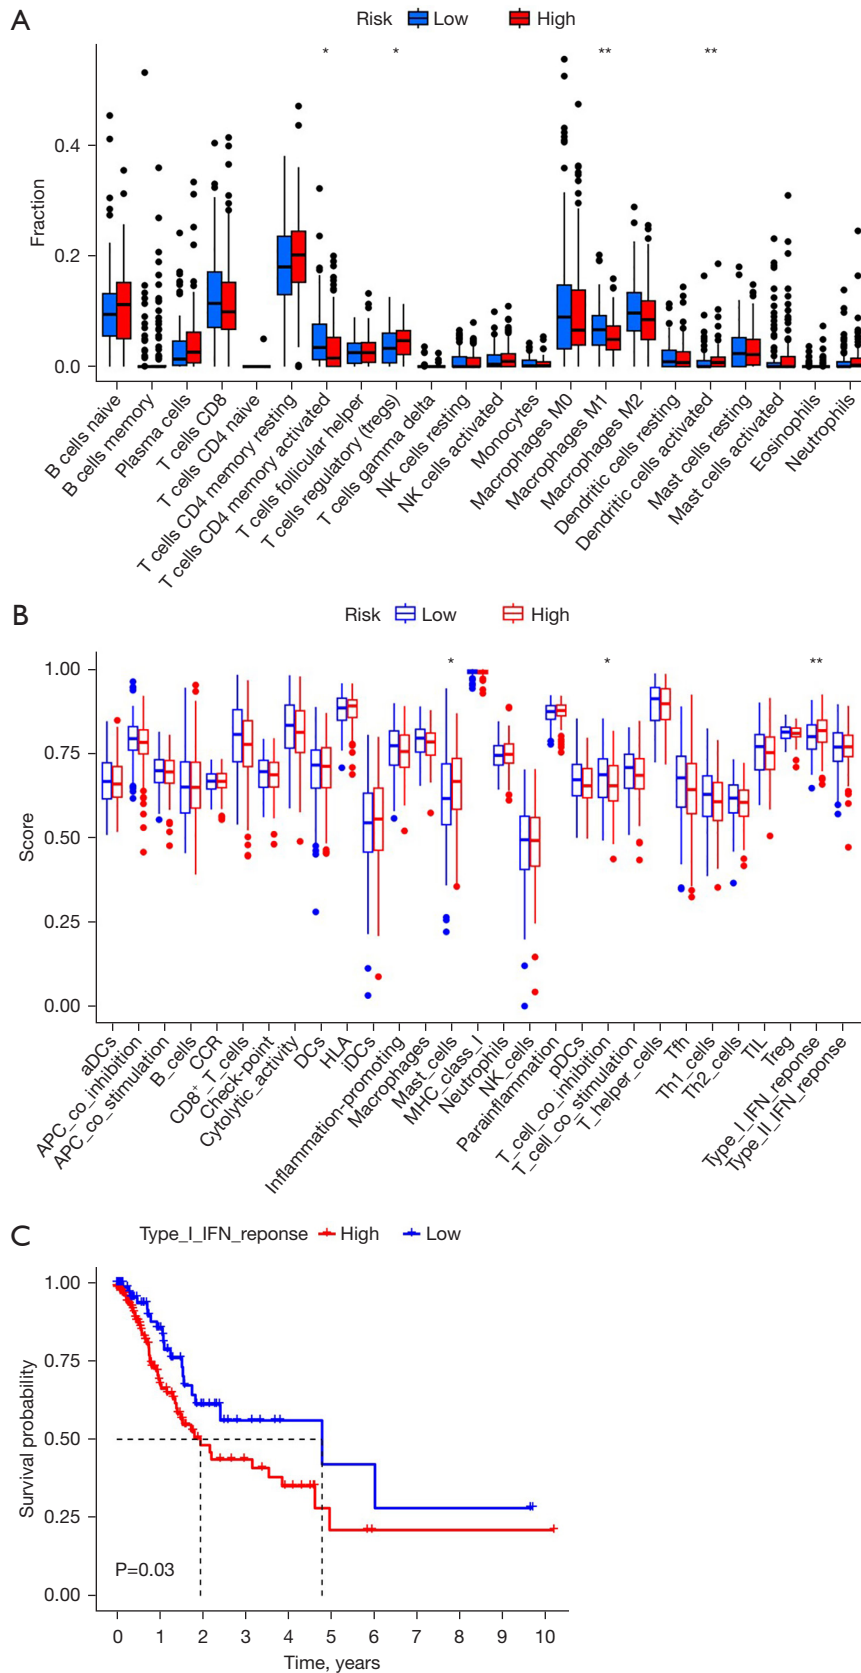 A
Risk Low High
* * ** **
Fraction
0.4
0.2
0.0
B cells naive
B cells memory
Plasma cells
T cells CD8
T cells CD4 naive
T cells CD4 memory resting
T cells CD4 memory activated
T cells follicular helper
T cells regulatory (tregs)
T cells gamma delta
NK cells resting
NK cells activated
Monocytes
Macrophages M0
Macrophages M1
Macrophages M2
Dendritic cells resting
Dendritic cells activated
Mast cells resting
Mast cells activated
Eosinophils
Neutrophils
B
Risk Low High
* * **
Score
1.00
0.75
0.50
0.25
0.00
aDCs
APC_co_inhibition
APC_co_stimulation
B_cells
CCR
CD8+_T_cells
Check-point
Cytolytic_activity
DCs
HLA
iDCs
Inflammation-promoting
Macrophages
Mast_cells
MHC_class_I
Neutrophils
NK_cells
Parainflammation
pDCs
T_cell_co_inhibition
T_cell_co_stimulation
T_helper_cells
Tfh
Th1_cells
Th2_cells
TIL
Treg
Type_I_IFN_reponse
Type_II_IFN_reponse
C
Type_I_IFN_reponse High Low
Survival probability
1.00
0.75
0.50
0.25
0.00
P=0.03
0 1 2 3 4 5 6 7 8 9 10
Time, years